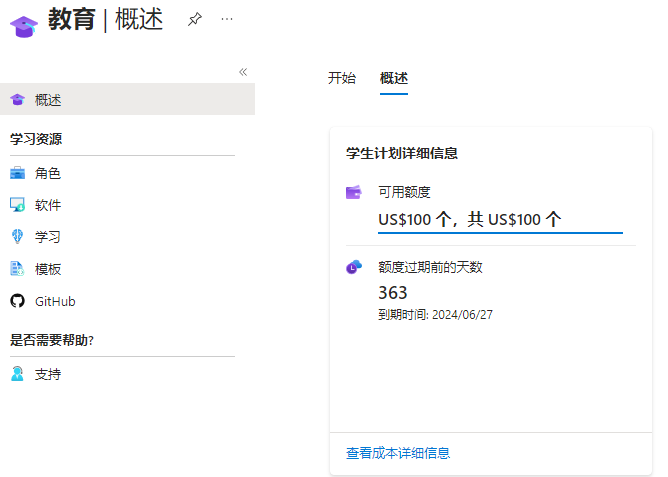 教育 | 概述
概述
学习资源
角色
软件
学习
模板
GitHub
是否需要帮助?
支持
开始 概述
学生计划详细信息
可用额度
US$100 个，共 US$100 个
额度过期前的天数
363
到期时间: 2024/06/27
查看成本详细信息